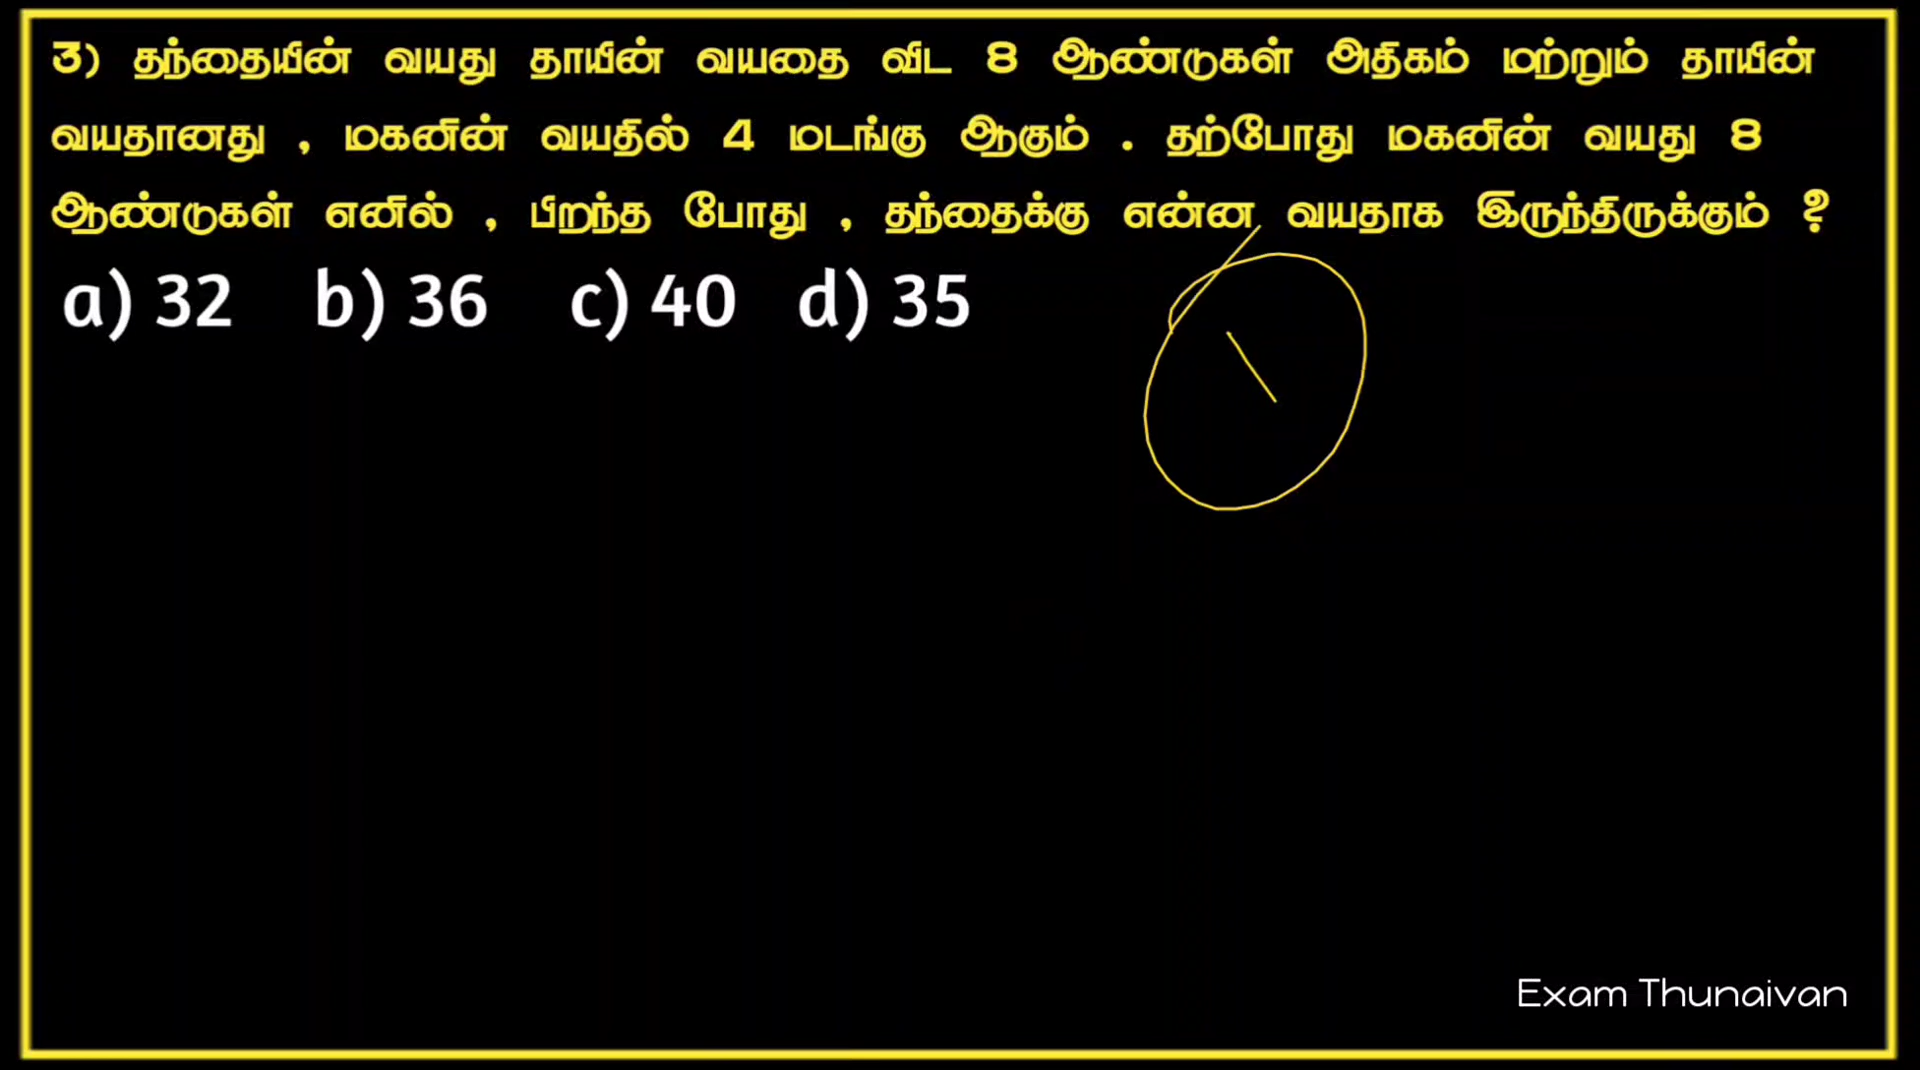 3) தந்தையின் வயது தாயின் வயதை விட 8 ஆண்டுகள் அதிகம் மற்றும் தாயின்
வயதானது , மகனின் வயதில் 4 மடங்கு ஆகும் . தற்போது மகனின் வயது 8
ஆண்டுகள் எனில் , பிறந்த போது , தந்தைக்கு என்ன வயதாக இருந்திருக்கும் ?
a) 32 b) 36 c) 40 d) 35
Exam Thunaivan